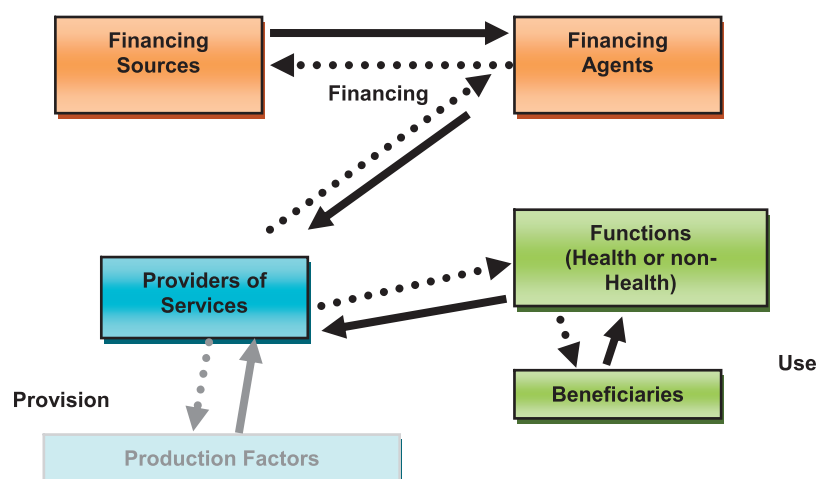 Financing
Sources
Financing
Agents
Financing
Functions
(Health or non-
Health)
Providers of
Services
Use
Beneficiaries
Provision
Production Factors